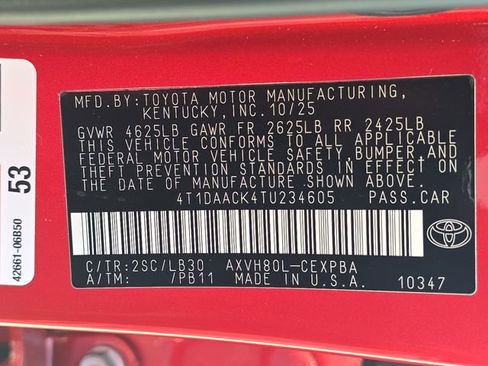 MFD.BY:TOYOTA MOTOR MANUFACTURING,
KENTUCKY,INC.10/25
GVWR 4625LB GAWR FR 2625LB RR 2425LB
THIS VEHICLE CONFORMS TO ALL APPLICABLE
FEDERAL MOTOR VEHICLE SAFETY,BUMPER,AND
THEFT PREVENTION STANDARDS IN EFFECT ON
THE DATE OF MANUFACTURE SHOWN ABOVE.
4T1DAACK4TU234605 PASS.CAR
C/TR:2SC/LB30 AXVH80L-CEXPBA
A/TM: /PB11 MADE IN U.S.A. 10347
53
42661-06B50